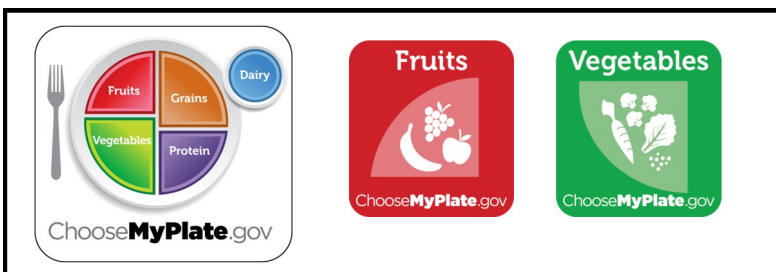 Fruits
Grains
Dairy
Vegetables
Protein
ChooseMyPlate.gov
Fruits
ChooseMyPlate.gov
Vegetables
ChooseMyPlate.gov